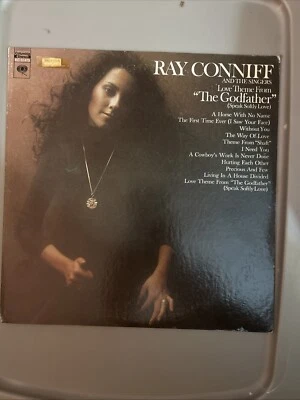 RAY CONNIFF
AND THE SINGERS
Love Theme From
"The Godfather"
(Speak Softly Love)
A Home With No Name
The First Time Ever (I Saw Your Face)
Without You
The Way Of Love
Theme From "Shaft"
I Need You
A Cowboy's Work Is Never Done
Hurting Each Other
Precious And Few
Living In A House Divided
Love Theme From "The Godfather"
(Speak Softly Love)